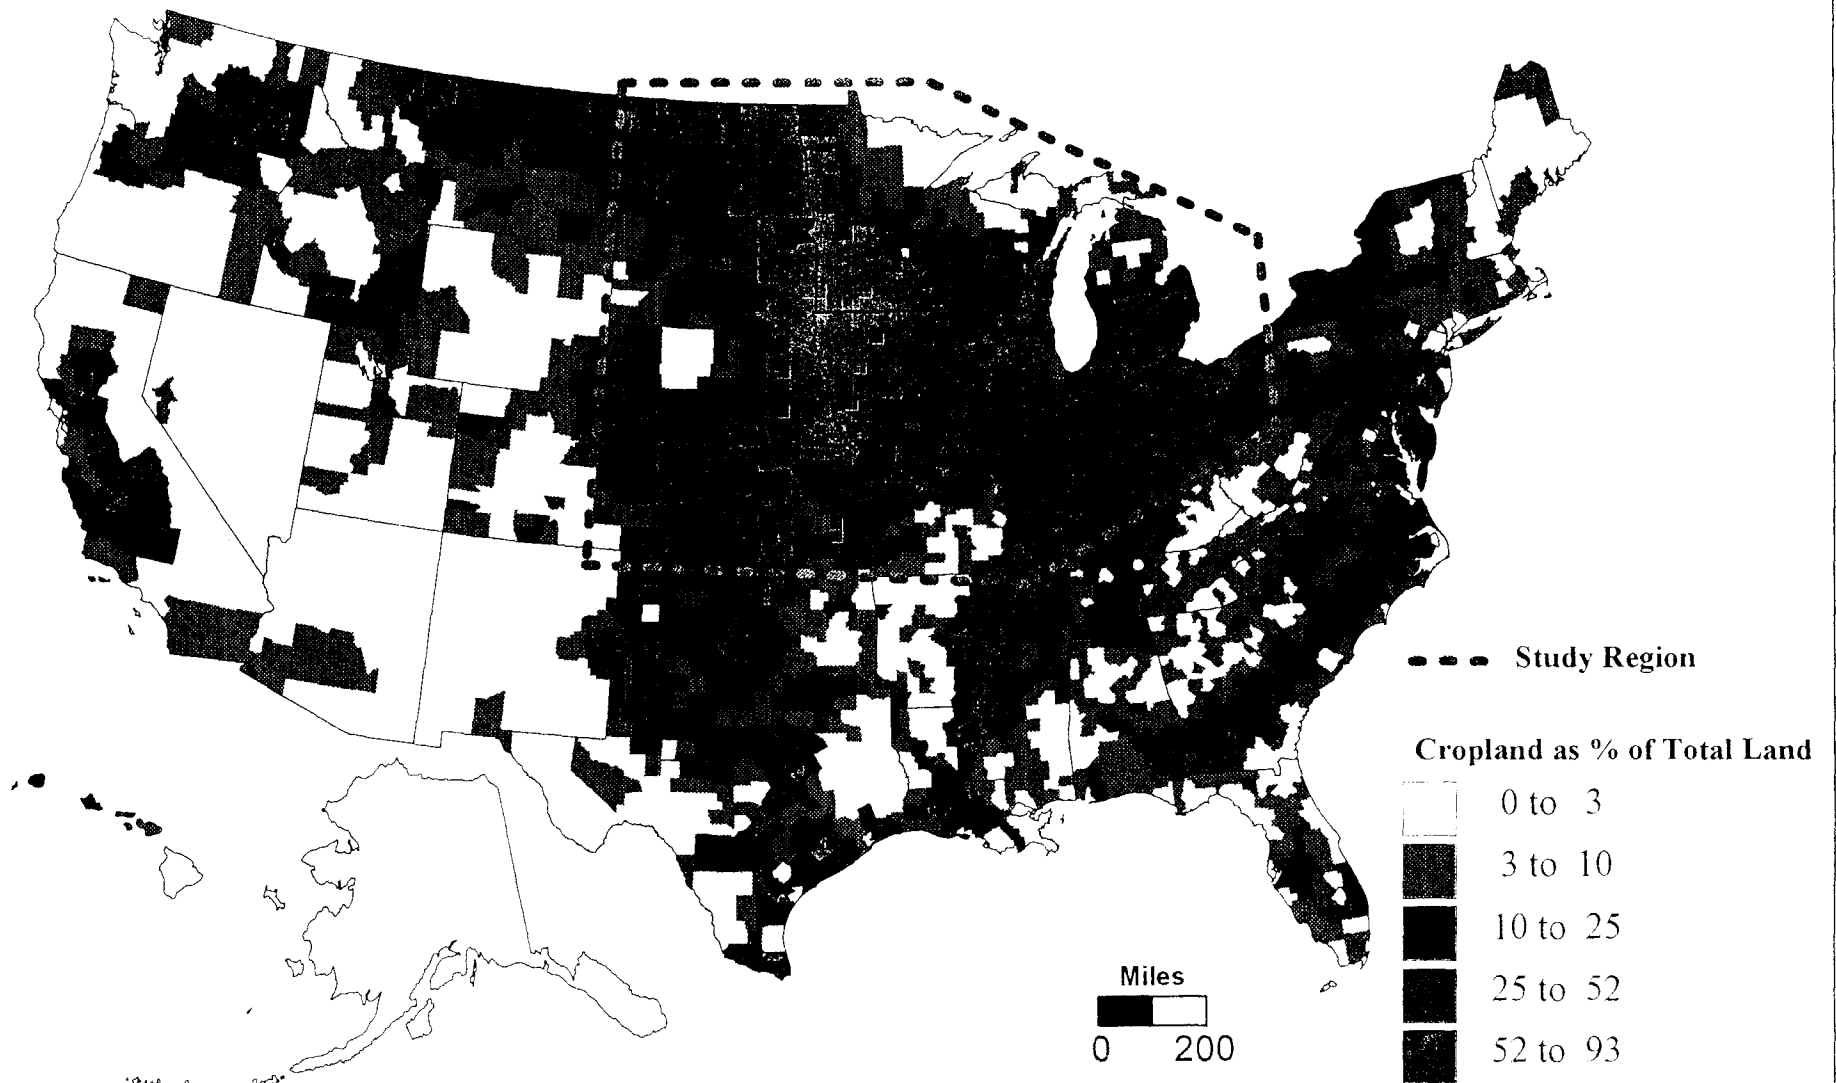 Study Region
Cropland as % of Total Land
0 to 3
3 to 10
10 to 25
25 to 52
52 to 93
Miles
0 200